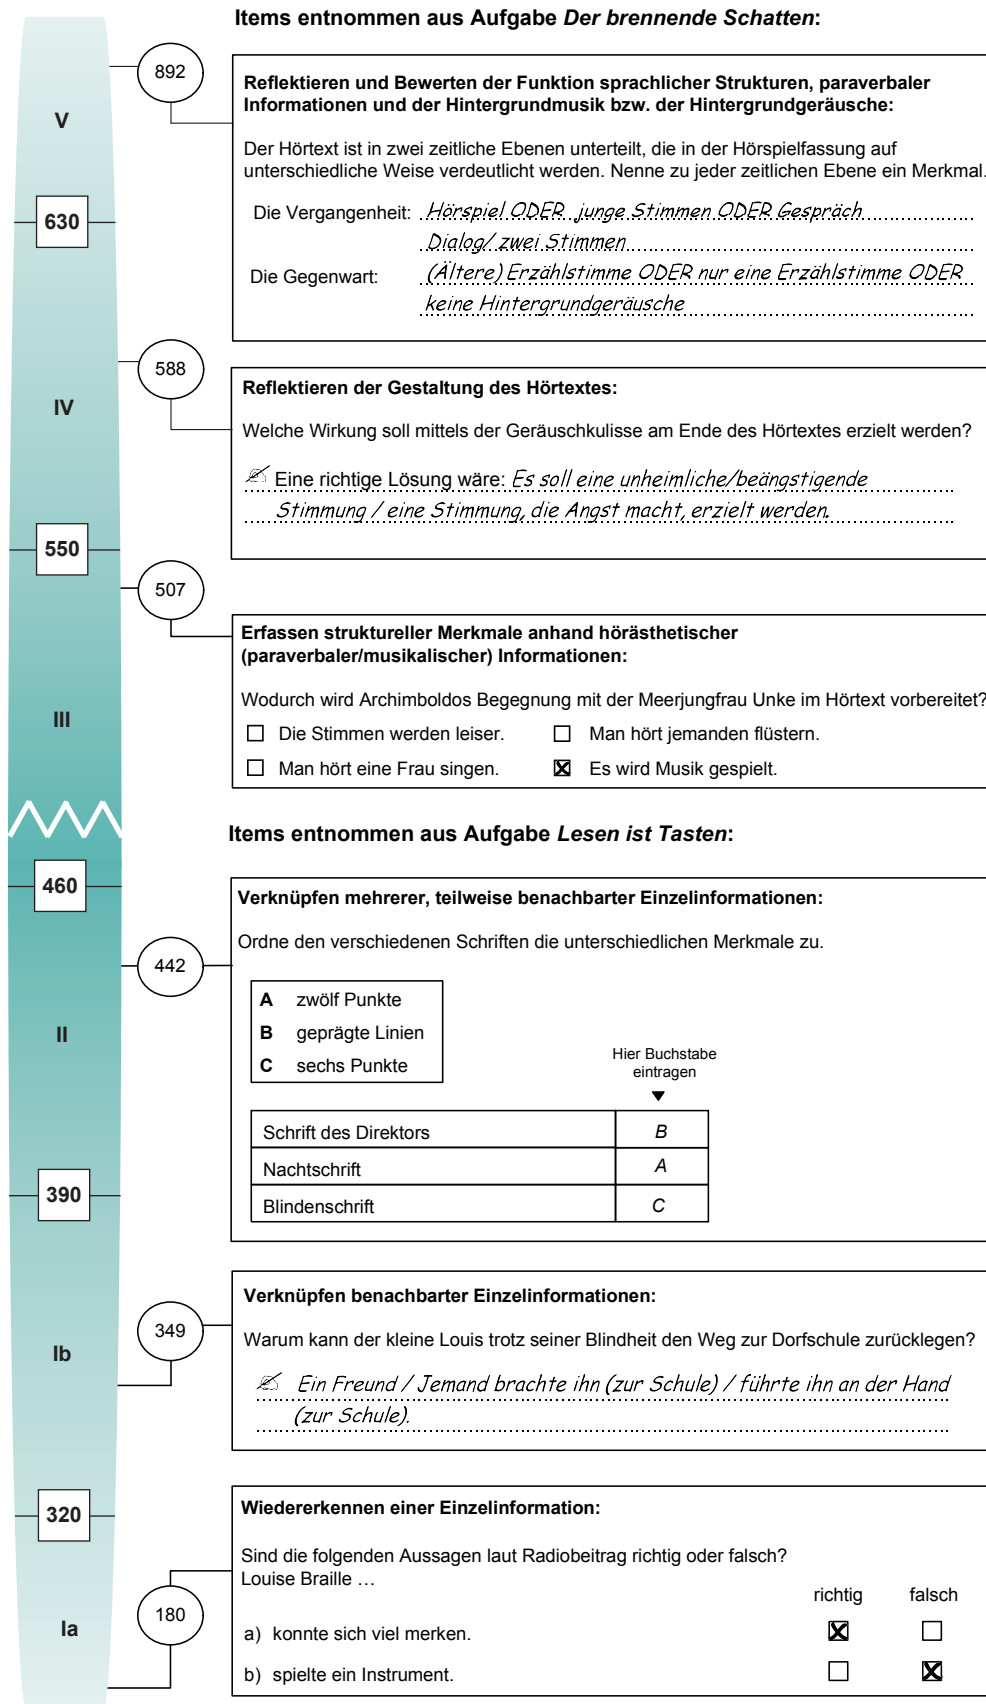 Items entnommen aus Aufgabe Der brennende Schatten:
892
Reflektieren und Bewerten der Funktion sprachlicher Strukturen, paraverbaler
Informationen und der Hintergrundmusik bzw. der Hintergrundgeräusche:
V
Der Hörtext ist in zwei zeitliche Ebenen unterteilt, die in der Hörspielfassung auf
unterschiedliche Weise verdeutlicht werden. Nenne zu jeder zeitlichen Ebene ein Merkmal.
630
Die Vergangenheit: Hörspiel ODER junge Stimmen ODER Gespräch
Dialog/ zwei Stimmen
Die Gegenwart: (Ältere) Erzählstimme ODER nur eine Erzählstimme ODER
keine Hintergrundgeräusche
588
Reflektieren der Gestaltung des Hörtextes:
IV
Welche Wirkung soll mittels der Geräuschkulisse am Ende des Hörtextes erzielt werden?
✍ Eine richtige Lösung wäre: Es soll eine unheimliche/beängstigende
Stimmung / eine Stimmung, die Angst macht, erzielt werden.
550
507
Erfassen struktureller Merkmale anhand hörästhetischer
(paraverbaler/musikalischer) Informationen:
Wodurch wird Archimboldos Begegnung mit der Meerjungfrau Unke im Hörtext vorbereitet?
III
☐ Die Stimmen werden leiser. ☐ Man hört jemanden flüstern.
☐ Man hört eine Frau singen. ☒ Es wird Musik gespielt.
Items entnommen aus Aufgabe Lesen ist Tasten:
460
Verknüpfen mehrerer, teilweise benachbarter Einzelinformationen:
Ordne den verschiedenen Schriften die unterschiedlichen Merkmale zu.
442
A zwölf Punkte
B geprägte Linien
C sechs Punkte
II
Hier Buchstabe
eintragen
Schrift des Direktors B
Nachtschrift A
Blindenschrift C
390
Verknüpfen benachbarter Einzelinformationen:
349
Warum kann der kleine Louis trotz seiner Blindheit den Weg zur Dorfschule zurücklegen?
Ib
✍ Ein Freund / Jemand brachte ihn (zur Schule) / führte ihn an der Hand
(zur Schule).
320
Wiedererkennen einer Einzelinformation:
Sind die folgenden Aussagen laut Radiobeitrag richtig oder falsch?
Louise Braille …
richtig falsch
180
Ia
a) konnte sich viel merken. ☒ ☐
b) spielte ein Instrument. ☐ ☒